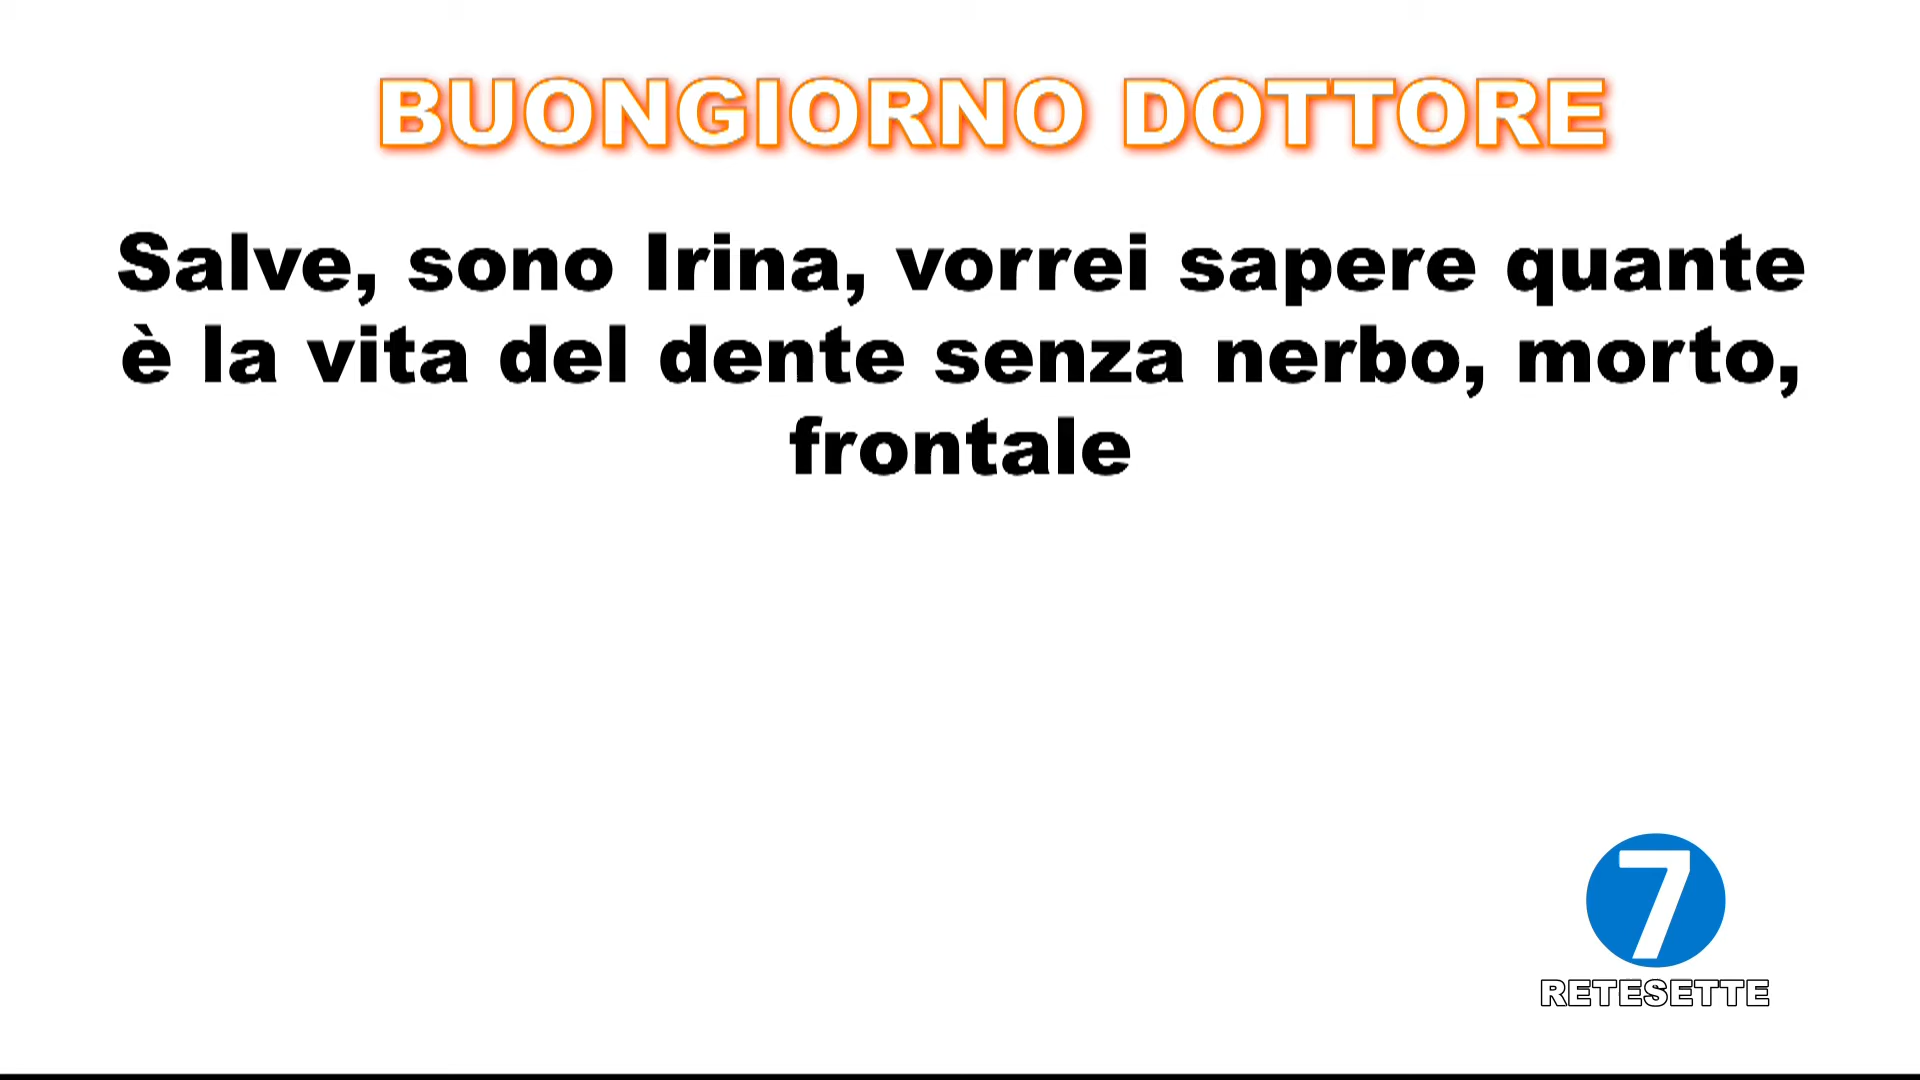 BUONGIORNO DOTTORE
Salve, sono Irina, vorrei sapere quante
è la vita del dente senza nerbo, morto,
frontale
7
RETESETTE